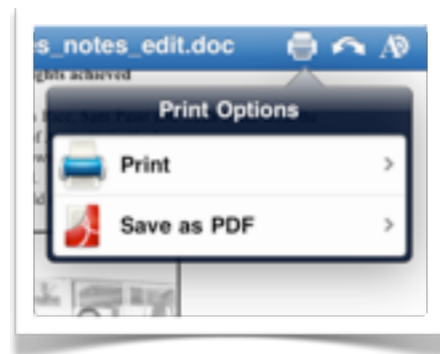 s_notes_edit.doc
ghts achieved
Print Options
Print
Save as PDF